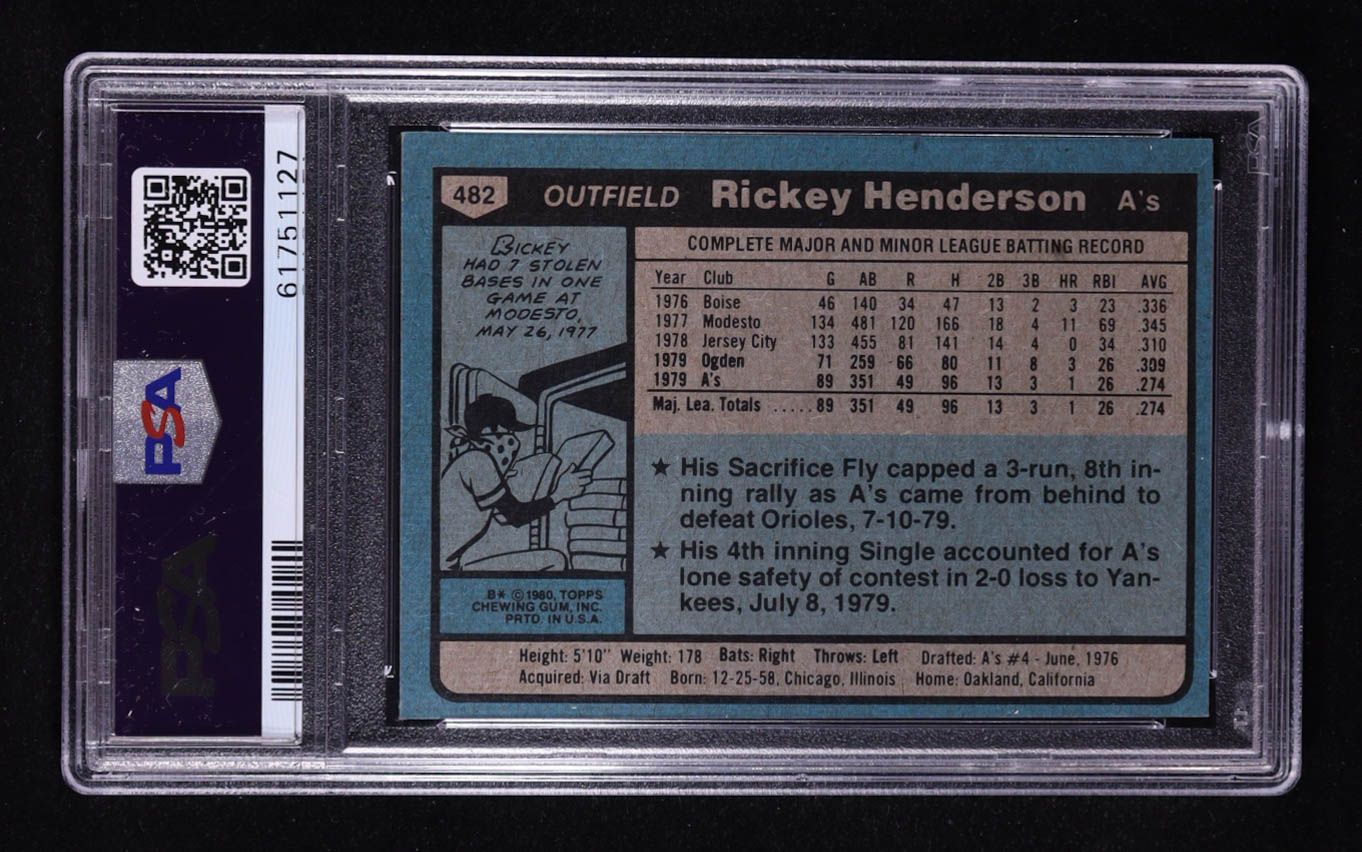 61751127
PSA
PSA
482 OUTFIELD Rickey Henderson A's
RICKEY
HAD 7 STOLEN
BASES IN ONE
GAME AT
MODESTO,
MAY 26, 1977
B* © 1980, TOPPS
CHEWING GUM, INC.
PRTD. IN U.S.A.
COMPLETE MAJOR AND MINOR LEAGUE BATTING RECORD
Year Club G AB R H 2B 3B HR RBI AVG
1976 Boise 46 140 34 47 13 2 3 23 .336
1977 Modesto 134 481 120 166 18 4 11 69 .345
1978 Jersey City 133 455 81 141 14 4 0 34 .310
1979 Ogden 71 259 66 80 11 8 3 26 .309
1979 A's 89 351 49 96 13 3 1 26 .274
Maj. Lea. Totals ..... 89 351 49 96 13 3 1 26 .274
★ His Sacrifice Fly capped a 3-run, 8th in-
ning rally as A's came from behind to
defeat Orioles, 7-10-79.
★ His 4th inning Single accounted for A's
lone safety of contest in 2-0 loss to Yan-
kees, July 8, 1979.
Height: 5'10" Weight: 178 Bats: Right Throws: Left Drafted: A's #4 - June, 1976
Acquired: Via Draft Born: 12-25-58, Chicago, Illinois Home: Oakland, California